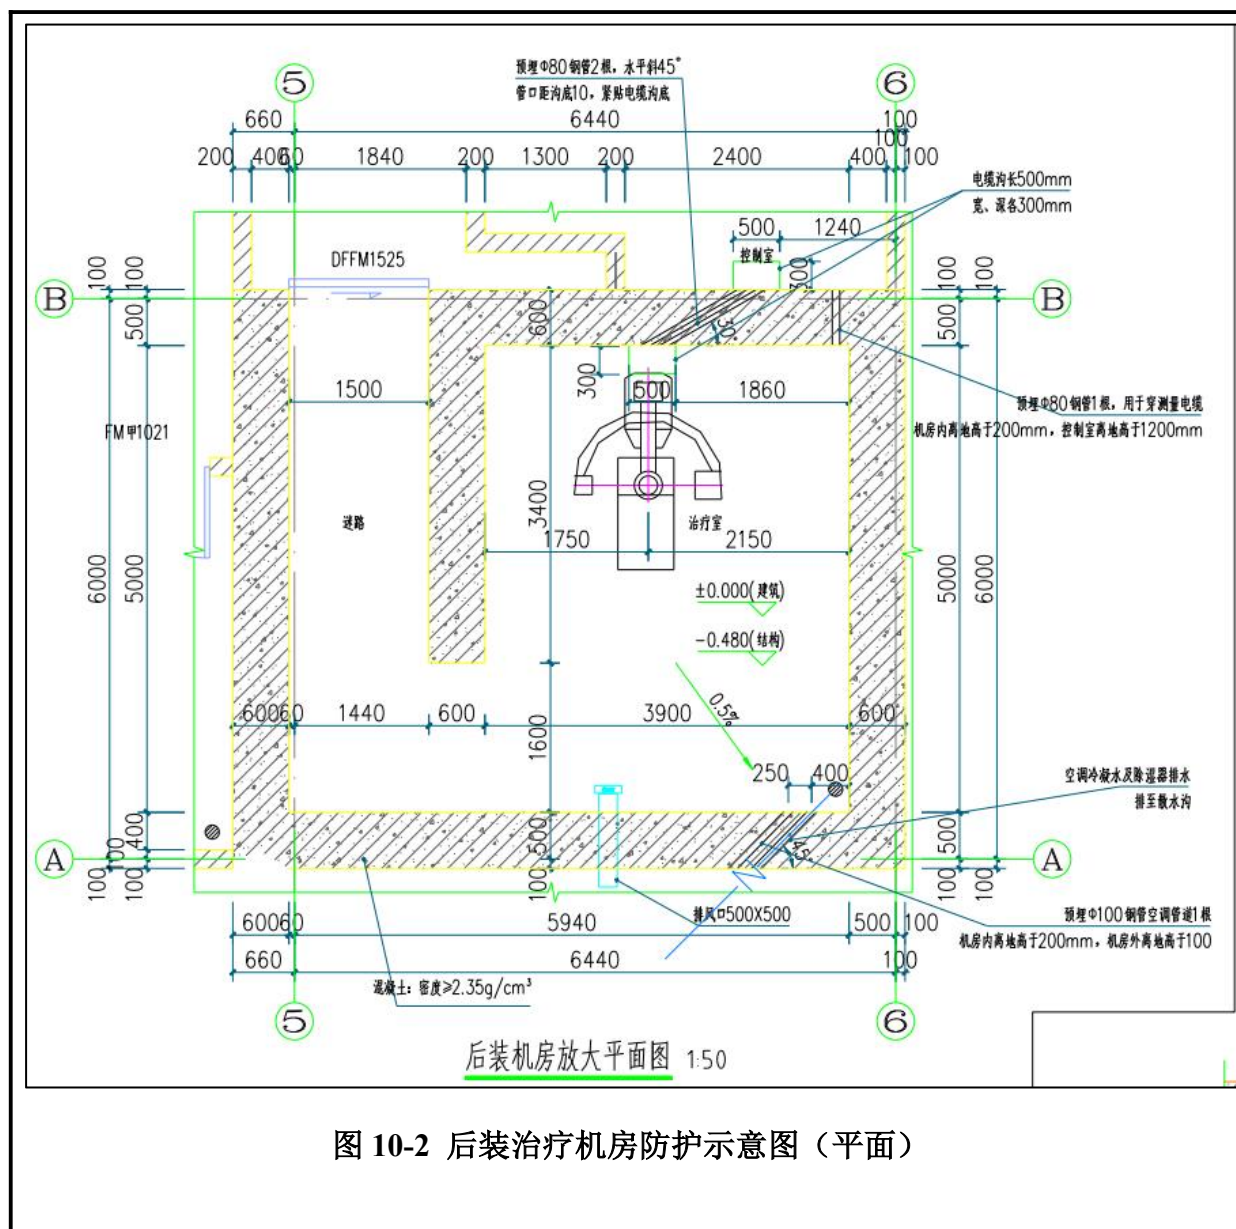 预埋Φ80钢管2根，水平斜45°
管口距沟底10，紧贴电缆沟底
5
6
660
6440
100
100
200
400
60
1840
200
1300
200
2400
400
100
电缆沟长500mm
宽、深各300mm
500
1240
控制室
300
DFFM1525
100
100
100
100
B
B
500
600
30°
500
500
300
500
1860
1500
预埋Φ80钢管1根，用于穿测量电缆
机房内离地高于200mm，控制室离地高于1200mm
FM甲1021
迷路
3400
治疗室
1750
2150
6000
5000
5000
6000
±0.000(建筑)
-0.480(结构)
0.5%
600
60
1440
600
3900
600
1600
250
400
空调冷凝水及除湿器排水
排至散水沟
400
500
45°
500
A
A
100
100
100
100
100
100
排风口500X500
预埋Φ100钢管空调管道1根
机房内离地高于200mm，机房外离地高于100
600
60
5940
500
100
660
6440
100
混凝土：密度≥2.35g/cm³
5
6
后装机房放大平面图 1:50
图 10-2 后装治疗机房防护示意图（平面）